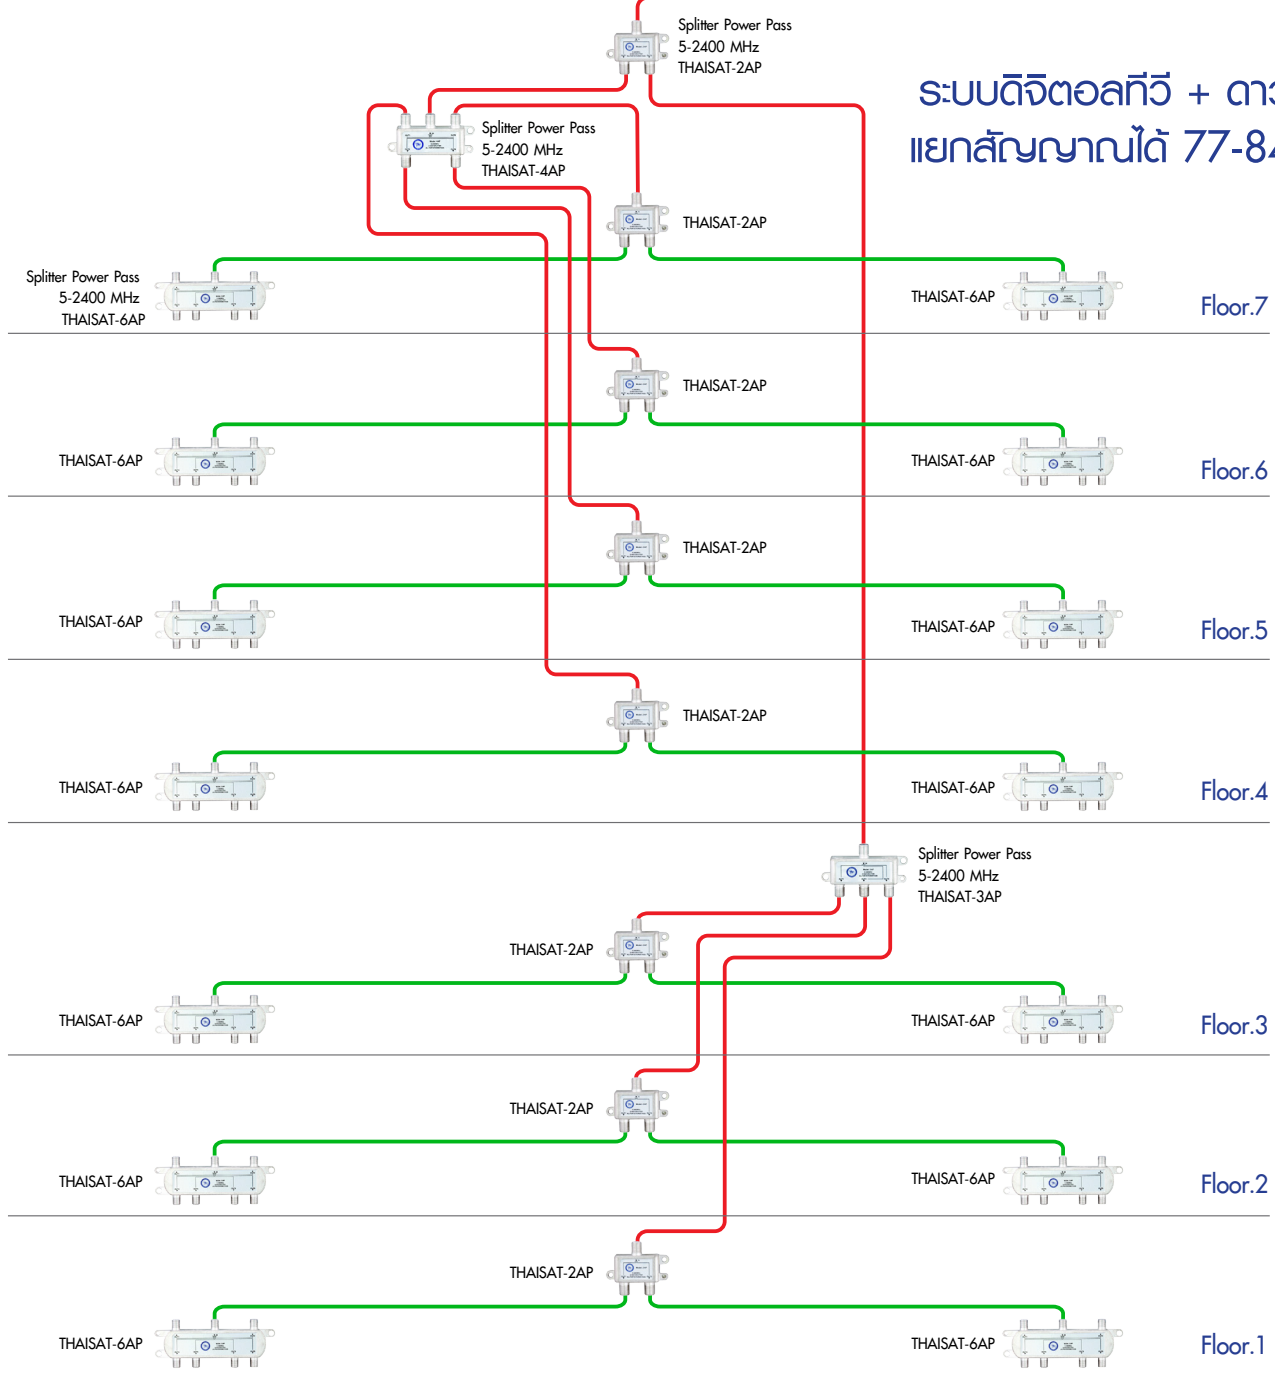 Splitter Power Pass
5-2400 MHz
THAISAT-2AP
ระบบดิจิตอลทีวี + ดาว
แยกสัญญาณได้ 77-84
Splitter Power Pass
5-2400 MHz
THAISAT-4AP
THAISAT-2AP
Splitter Power Pass
5-2400 MHz
THAISAT-6AP
THAISAT-6AP
Floor.7
THAISAT-2AP
THAISAT-6AP
THAISAT-6AP
Floor.6
THAISAT-2AP
THAISAT-6AP
THAISAT-6AP
Floor.5
THAISAT-2AP
THAISAT-6AP
THAISAT-6AP
Floor.4
Splitter Power Pass
5-2400 MHz
THAISAT-3AP
THAISAT-2AP
THAISAT-6AP
THAISAT-6AP
Floor.3
THAISAT-2AP
THAISAT-6AP
THAISAT-6AP
Floor.2
THAISAT-2AP
THAISAT-6AP
THAISAT-6AP
Floor.1